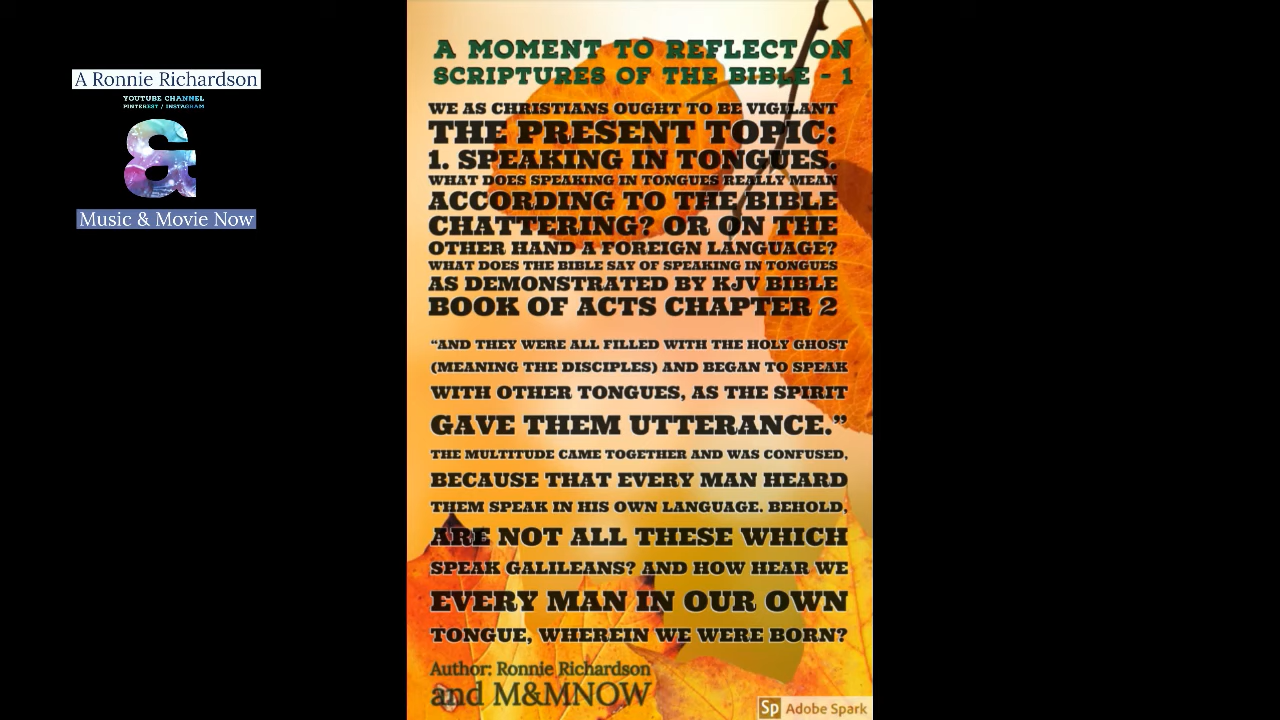 A Ronnie Richardson
YOUTUBE CHANNEL
PINTEREST / INSTAGRAM
&
Music & Movie Now
A MOMENT TO REFLECT ON
SCRIPTURES OF THE BIBLE - 1
WE AS CHRISTIANS OUGHT TO BE VIGILANT
THE PRESENT TOPIC:
1. SPEAKING IN TONGUES.
WHAT DOES SPEAKING IN TONGUES REALLY MEAN
ACCORDING TO THE BIBLE
CHATTERING? OR ON THE
OTHER HAND A FOREIGN LANGUAGE?
WHAT DOES THE BIBLE SAY OF SPEAKING IN TONGUES
AS DEMONSTRATED BY KJV BIBLE
BOOK OF ACTS CHAPTER 2
“AND THEY WERE ALL FILLED WITH THE HOLY GHOST
(MEANING THE DISCIPLES) AND BEGAN TO SPEAK
WITH OTHER TONGUES, AS THE SPIRIT
GAVE THEM UTTERANCE.”
THE MULTITUDE CAME TOGETHER AND WAS CONFUSED,
BECAUSE THAT EVERY MAN HEARD
THEM SPEAK IN HIS OWN LANGUAGE. BEHOLD,
ARE NOT ALL THESE WHICH
SPEAK GALILEANS? AND HOW HEAR WE
EVERY MAN IN OUR OWN
TONGUE, WHEREIN WE WERE BORN?
Author: Ronnie Richardson
and M&MNOW
Sp Adobe Spark